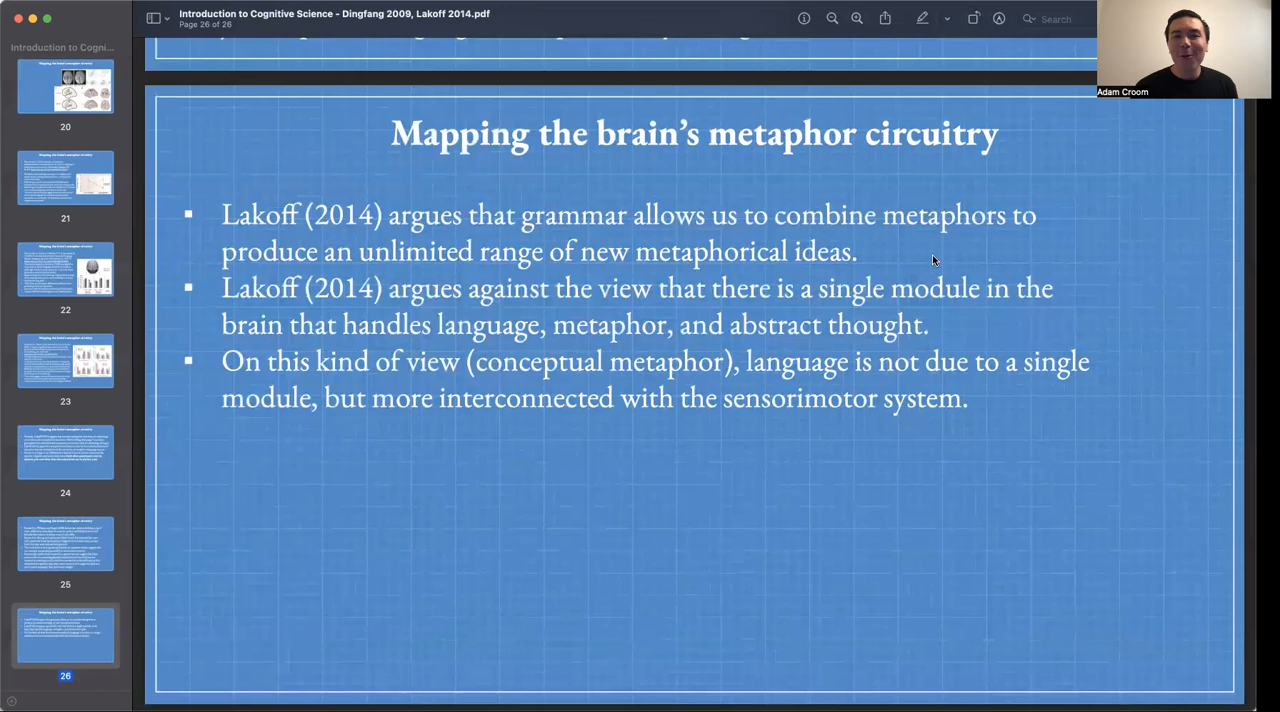 Introduction to Cognitive Science - Dingfang 2009, Lakoff 2014.pdf
Page 26 of 26
Search
Adam Croom
Introduction to Cogni...
20
21
22
23
24
25
26
Mapping the brain's metaphor circuitry
▪ Lakoff (2014) argues that grammar allows us to combine metaphors to
produce an unlimited range of new metaphorical ideas.
▪ Lakoff (2014) argues against the view that there is a single module in the
brain that handles language, metaphor, and abstract thought.
▪ On this kind of view (conceptual metaphor), language is not due to a single
module, but more interconnected with the sensorimotor system.